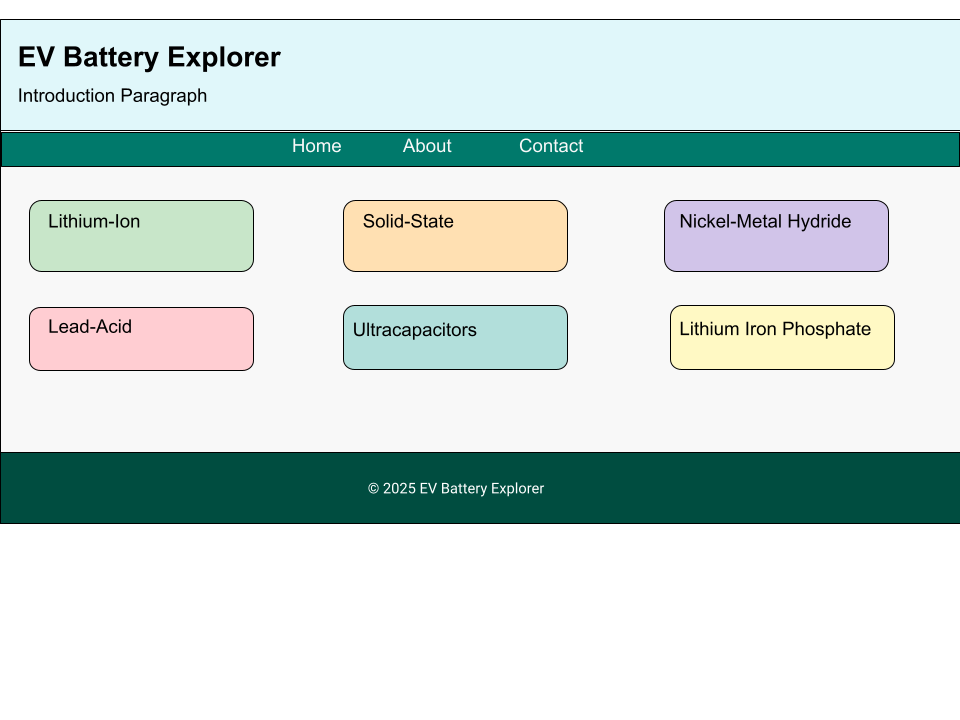 EV Battery Explorer
Introduction Paragraph
Home About Contact
Lithium-Ion
Solid-State
Nickel-Metal Hydride
Lead-Acid
Ultracapacitors
Lithium Iron Phosphate
© 2025 EV Battery Explorer